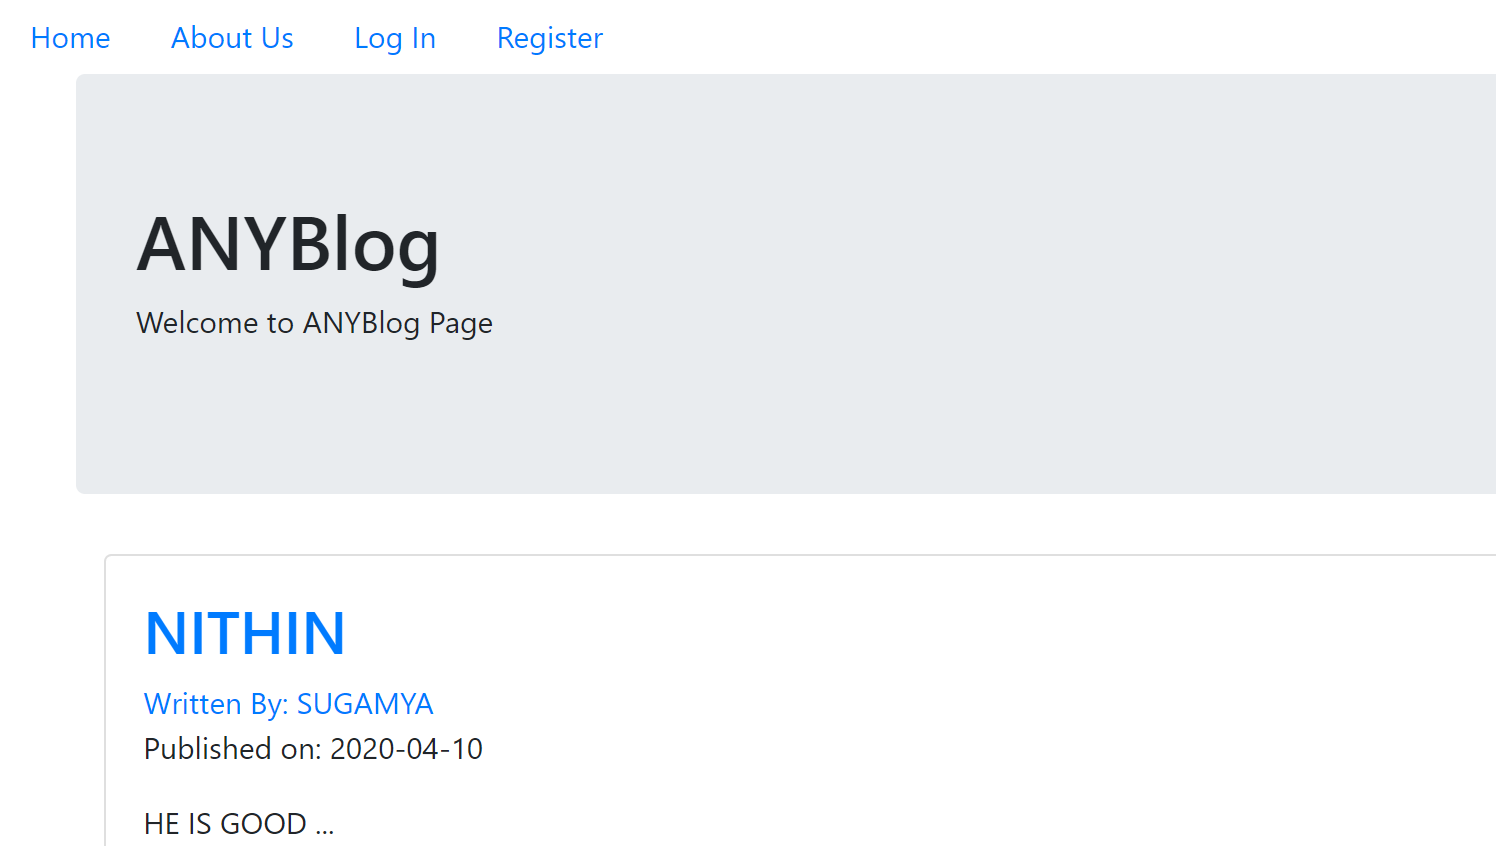 Home About Us Log In Register
ANYBlog
Welcome to ANYBlog Page
NITHIN
Written By: SUGAMYA
Published on: 2020-04-10
HE IS GOOD ...